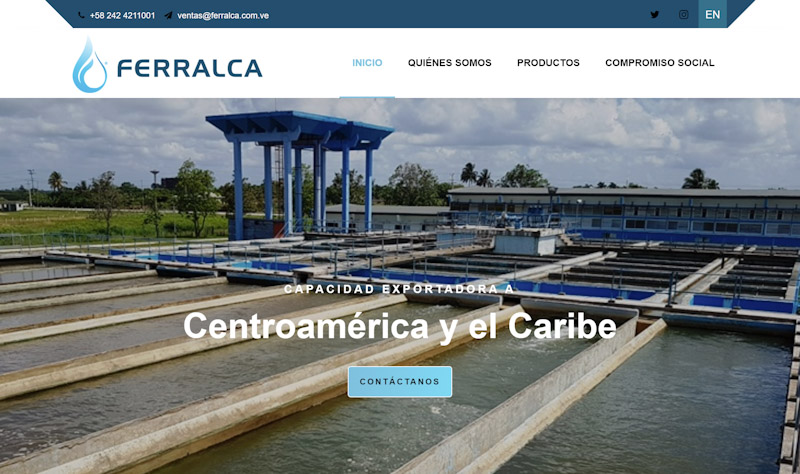 +58 242 4211001 ventas@ferralca.com.ve EN
FERRALCA
INICIO QUIÉNES SOMOS PRODUCTOS COMPROMISO SOCIAL
CAPACIDAD EXPORTADORA A
Centroamérica y el Caribe
CONTÁCTANOS